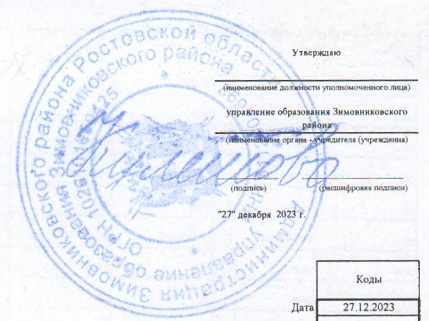 Утверждаю
(наименование должности уполномоченного лица)
управление образования Зимовниковского
района
(наименование органа - учредителя (учреждения)
(подпись) (расшифровка подписи)
"27" декабря 2023 г.
Коды
Дата 27.12.2023
Администрация Зимовниковского района Ростовской области
управление образования Зимовниковского района
ОГРН